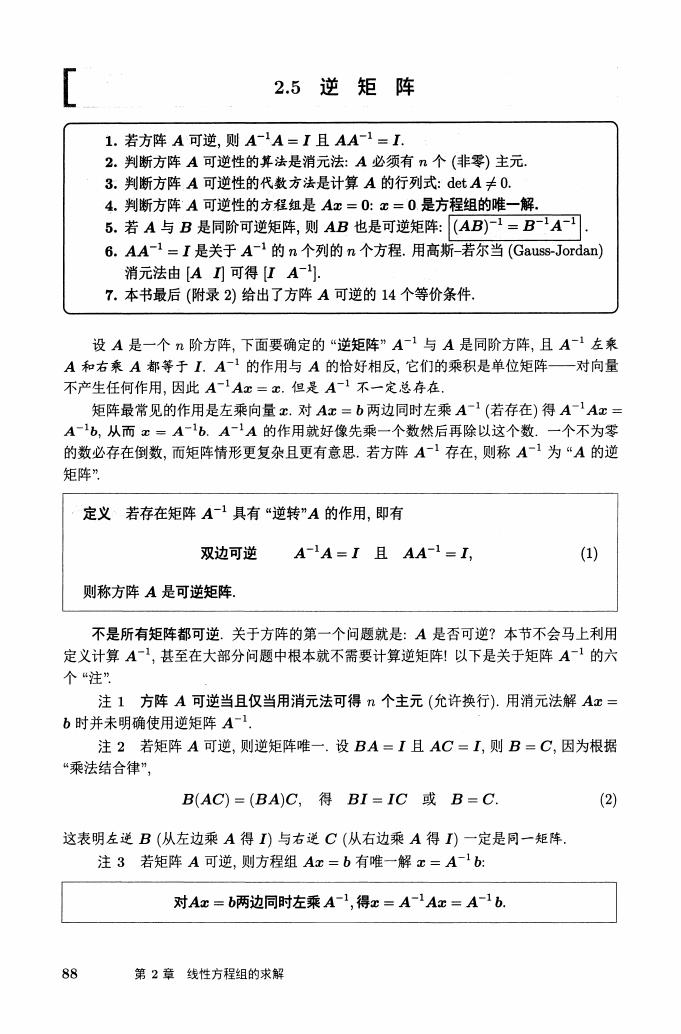 2.5 逆 矩 阵
1. 若方阵 A 可逆, 则 A⁻¹A = I 且 AA⁻¹ = I.
2. 判断方阵 A 可逆性的算法是消元法: A 必须有 n 个 (非零) 主元.
3. 判断方阵 A 可逆性的代数方法是计算 A 的行列式: det A ≠ 0.
4. 判断方阵 A 可逆性的方程组是 Ax = 0: x = 0 是方程组的唯一解.
5. 若 A 与 B 是同阶可逆矩阵, 则 AB 也是可逆矩阵: (AB)⁻¹ = B⁻¹A⁻¹.
6. AA⁻¹ = I 是关于 A⁻¹ 的 n 个列的 n 个方程. 用高斯–若尔当 (Gauss-Jordan)
消元法由 [A I] 可得 [I A⁻¹].
7. 本书最后 (附录 2) 给出了方阵 A 可逆的 14 个等价条件.
设 A 是一个 n 阶方阵, 下面要确定的 “逆矩阵” A⁻¹ 与 A 是同阶方阵, 且 A⁻¹ 左乘
A 和右乘 A 都等于 I. A⁻¹ 的作用与 A 的恰好相反, 它们的乘积是单位矩阵——对向量
不产生任何作用, 因此 A⁻¹Ax = x. 但是 A⁻¹ 不一定总存在.
矩阵最常见的作用是左乘向量 x. 对 Ax = b 两边同时左乘 A⁻¹ (若存在) 得 A⁻¹Ax =
A⁻¹b, 从而 x = A⁻¹b. A⁻¹A 的作用就好像先乘一个数然后再除以这个数. 一个不为零
的数必存在倒数, 而矩阵情形更复杂且更有意思. 若方阵 A⁻¹ 存在, 则称 A⁻¹ 为 “A 的逆
矩阵”.
定义 若存在矩阵 A⁻¹ 具有 “逆转”A 的作用, 即有
双边可逆 A⁻¹A = I 且 AA⁻¹ = I, (1)
则称方阵 A 是可逆矩阵.
不是所有矩阵都可逆. 关于方阵的第一个问题就是: A 是否可逆? 本节不会马上利用
定义计算 A⁻¹, 甚至在大部分问题中根本就不需要计算逆矩阵! 以下是关于矩阵 A⁻¹ 的六
个 “注”.
注 1 方阵 A 可逆当且仅当用消元法可得 n 个主元 (允许换行). 用消元法解 Ax =
b 时并未明确使用逆矩阵 A⁻¹.
注 2 若矩阵 A 可逆, 则逆矩阵唯一. 设 BA = I 且 AC = I, 则 B = C, 因为根据
“乘法结合律”,
B(AC) = (BA)C, 得 BI = IC 或 B = C. (2)
这表明左逆 B (从左边乘 A 得 I) 与右逆 C (从右边乘 A 得 I) 一定是同一矩阵.
注 3 若矩阵 A 可逆, 则方程组 Ax = b 有唯一解 x = A⁻¹b:
对Ax = b两边同时左乘 A⁻¹, 得x = A⁻¹Ax = A⁻¹b.
88 第 2 章 线性方程组的求解